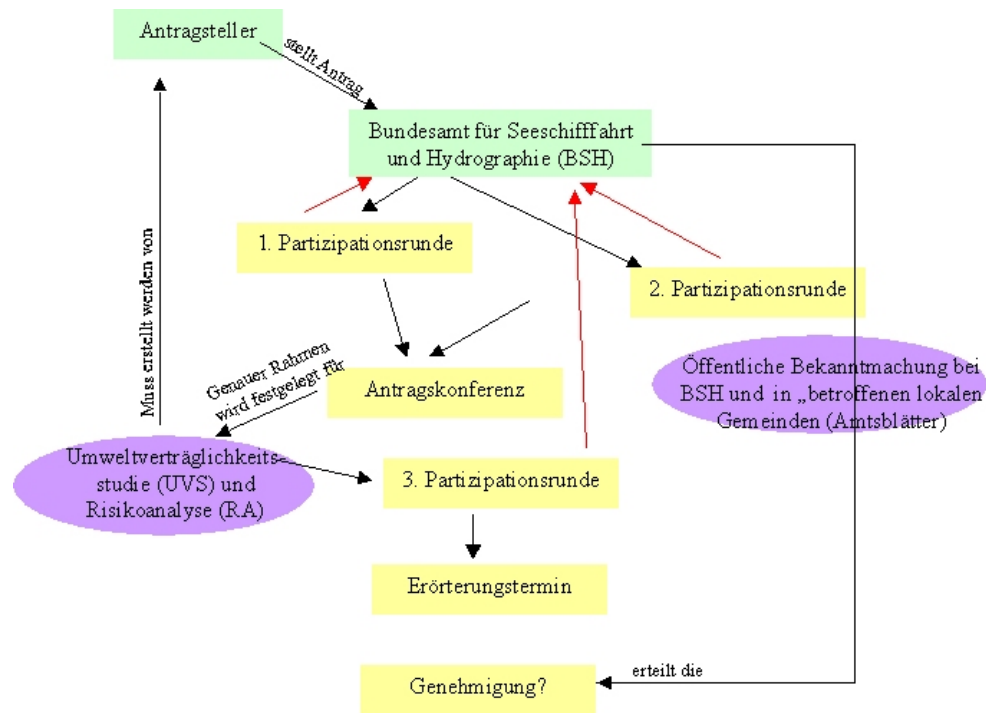 Antragsteller
stellt Antrag
Bundesamt für Seeschifffahrt
und Hydrographie (BSH)
1. Partizipationsrunde
2. Partizipationsrunde
Muss erstellt werden von
Öffentliche Bekanntmachung bei
BSH und in „betroffenen lokalen
Gemeinden (Amtsblätter)
Genauer Rahmen
wird festgelegt für
Antragskonferenz
Umweltverträglichkeits-
studie (UVS) und
Risikoanalyse (RA)
3. Partizipationsrunde
Erörterungstermin
erteilt die
Genehmigung?